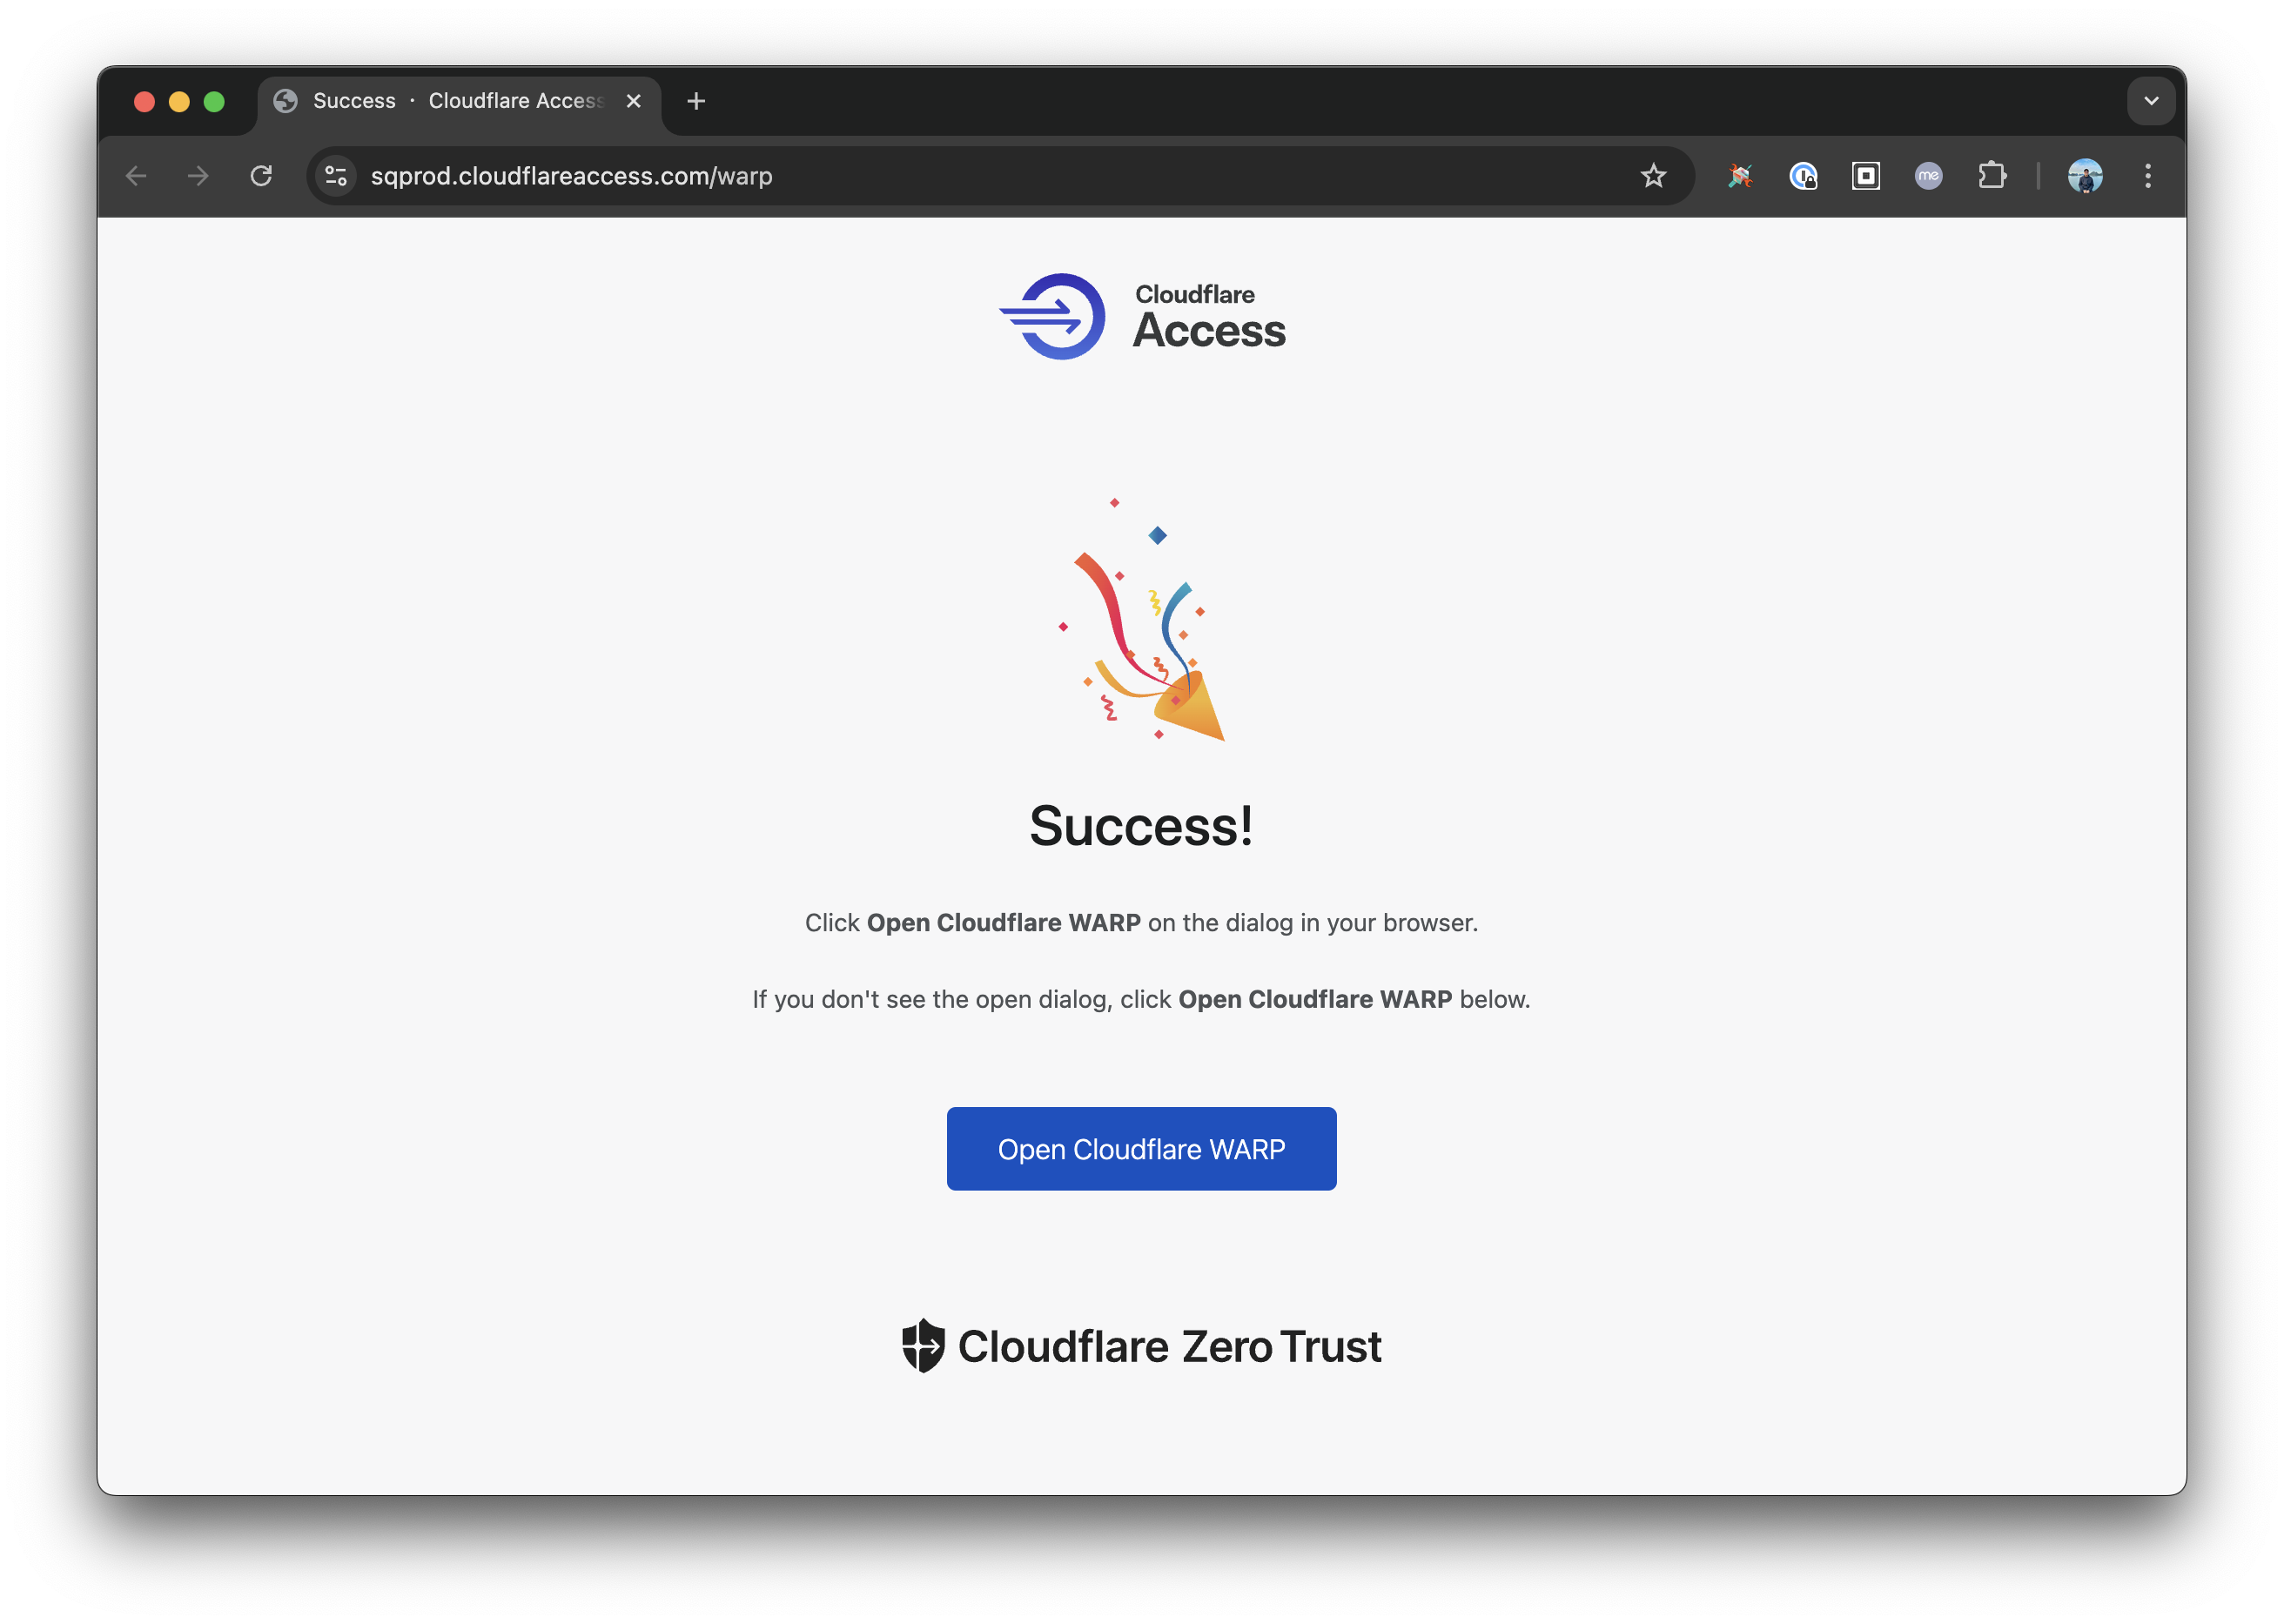 Success · Cloudflare Access
sqprod.cloudflareaccess.com/warp
me
Cloudflare
Access
Success!
Click Open Cloudflare WARP on the dialog in your browser.
If you don't see the open dialog, click Open Cloudflare WARP below.
Open Cloudflare WARP
Cloudflare Zero Trust